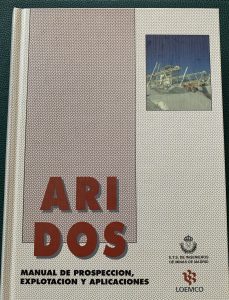 ARI
DOS
MANUAL DE PROSPECCION,
EXPLOTACION Y APLICACIONES
E.T.S. DE INGENIEROS
DE MINAS DE MADRID
LOEMCO